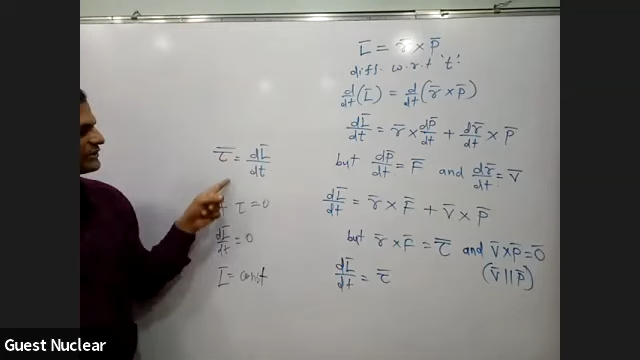 L̄ = r̄ × P̄
diff. w.r.t 't'.
d/dt (L̄) = d/dt (r̄ × P̄)
dL̄/dt = r̄ × dP̄/dt + dr̄/dt × P̄
but dP̄/dt = F̄ and dr̄/dt = V̄
dL̄/dt = r̄ × F̄ + V̄ × P̄
but r̄ × F̄ = τ̄ and V̄ × P̄ = 0̄
(V̄ || P̄)
dL̄/dt = τ̄
τ̄ = dL̄/dt
τ = 0
dL̄/dt = 0
L̄ = const
Guest Nuclear